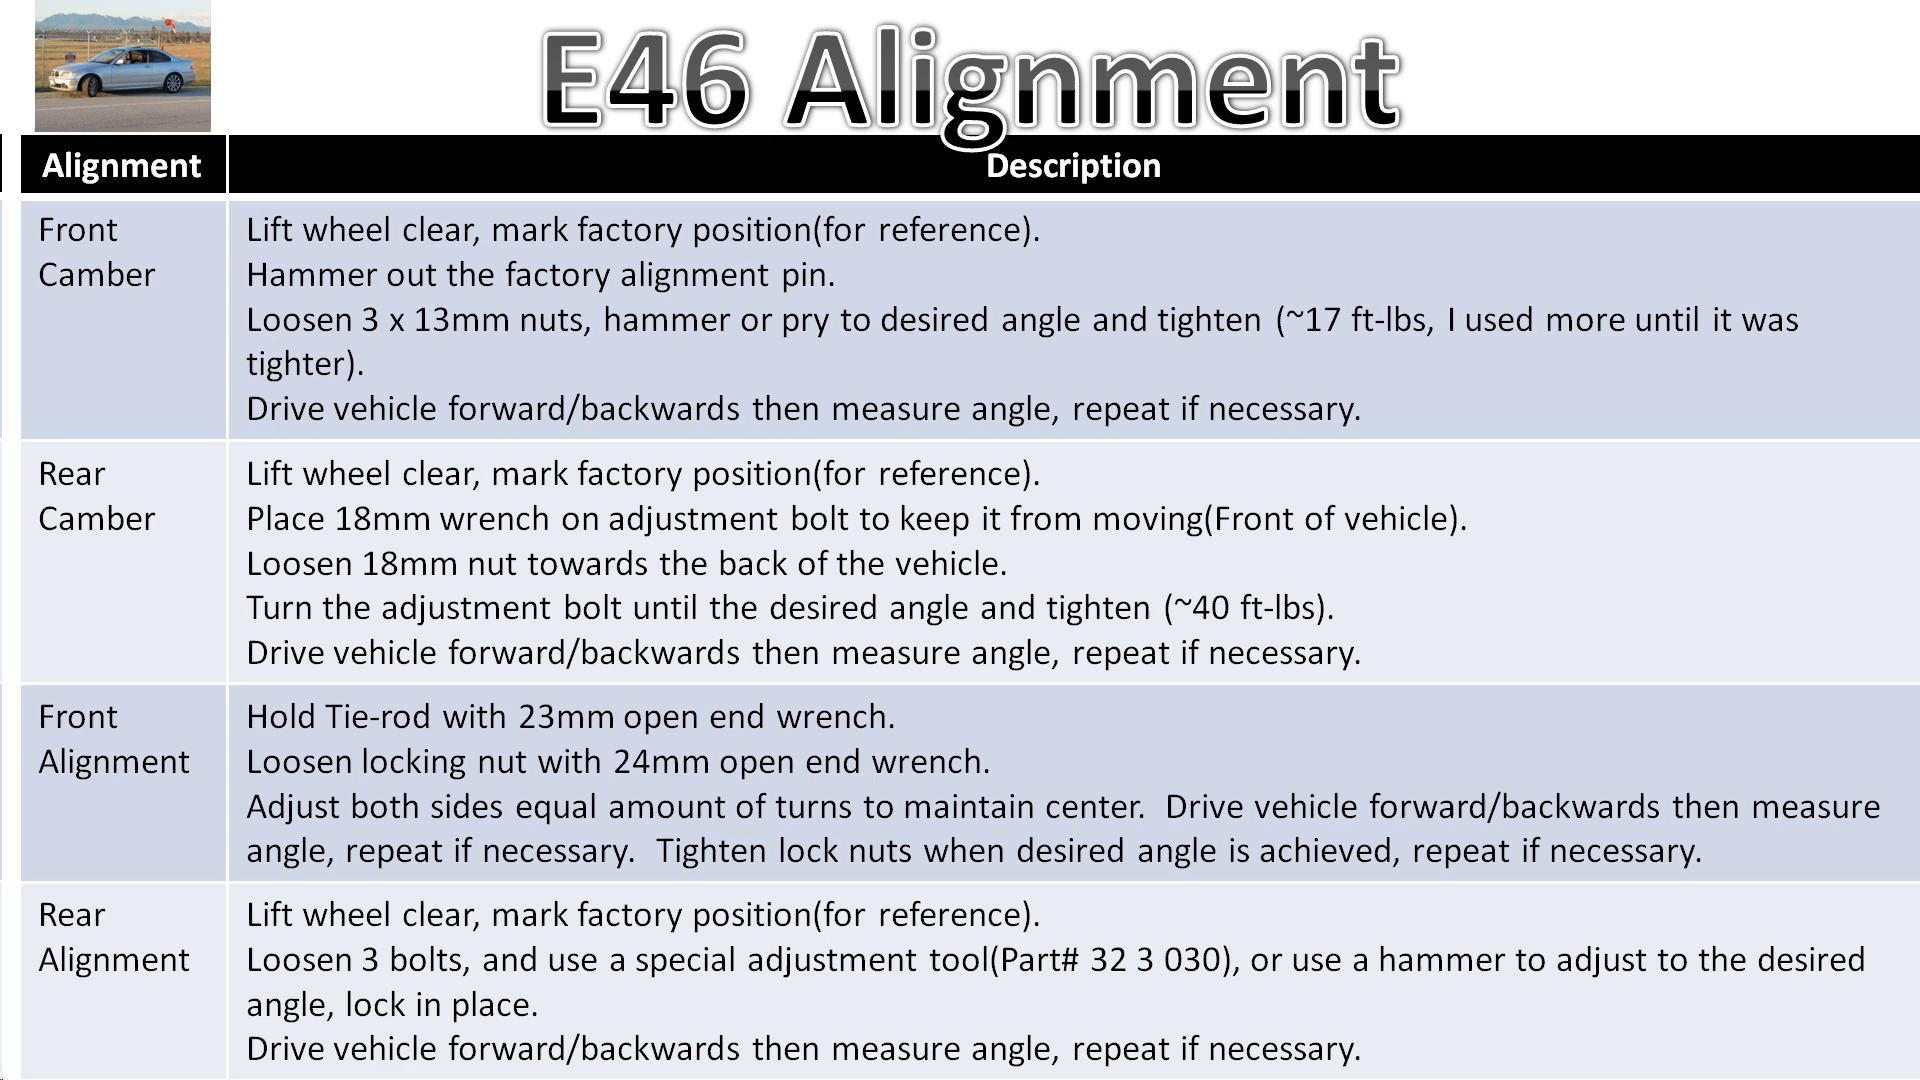 E46 Alignment
Alignment
Description
Front
Camber
Lift wheel clear, mark factory position(for reference).
Hammer out the factory alignment pin.
Loosen 3 x 13mm nuts, hammer or pry to desired angle and tighten (~17 ft-lbs, I used more until it was
tighter).
Drive vehicle forward/backwards then measure angle, repeat if necessary.
Rear
Camber
Lift wheel clear, mark factory position(for reference).
Place 18mm wrench on adjustment bolt to keep it from moving(Front of vehicle).
Loosen 18mm nut towards the back of the vehicle.
Turn the adjustment bolt until the desired angle and tighten (~40 ft-lbs).
Drive vehicle forward/backwards then measure angle, repeat if necessary.
Front
Alignment
Hold Tie-rod with 23mm open end wrench.
Loosen locking nut with 24mm open end wrench.
Adjust both sides equal amount of turns to maintain center.  Drive vehicle forward/backwards then measure
angle, repeat if necessary.  Tighten lock nuts when desired angle is achieved, repeat if necessary.
Rear
Alignment
Lift wheel clear, mark factory position(for reference).
Loosen 3 bolts, and use a special adjustment tool(Part# 32 3 030), or use a hammer to adjust to the desired
angle, lock in place.
Drive vehicle forward/backwards then measure angle, repeat if necessary.